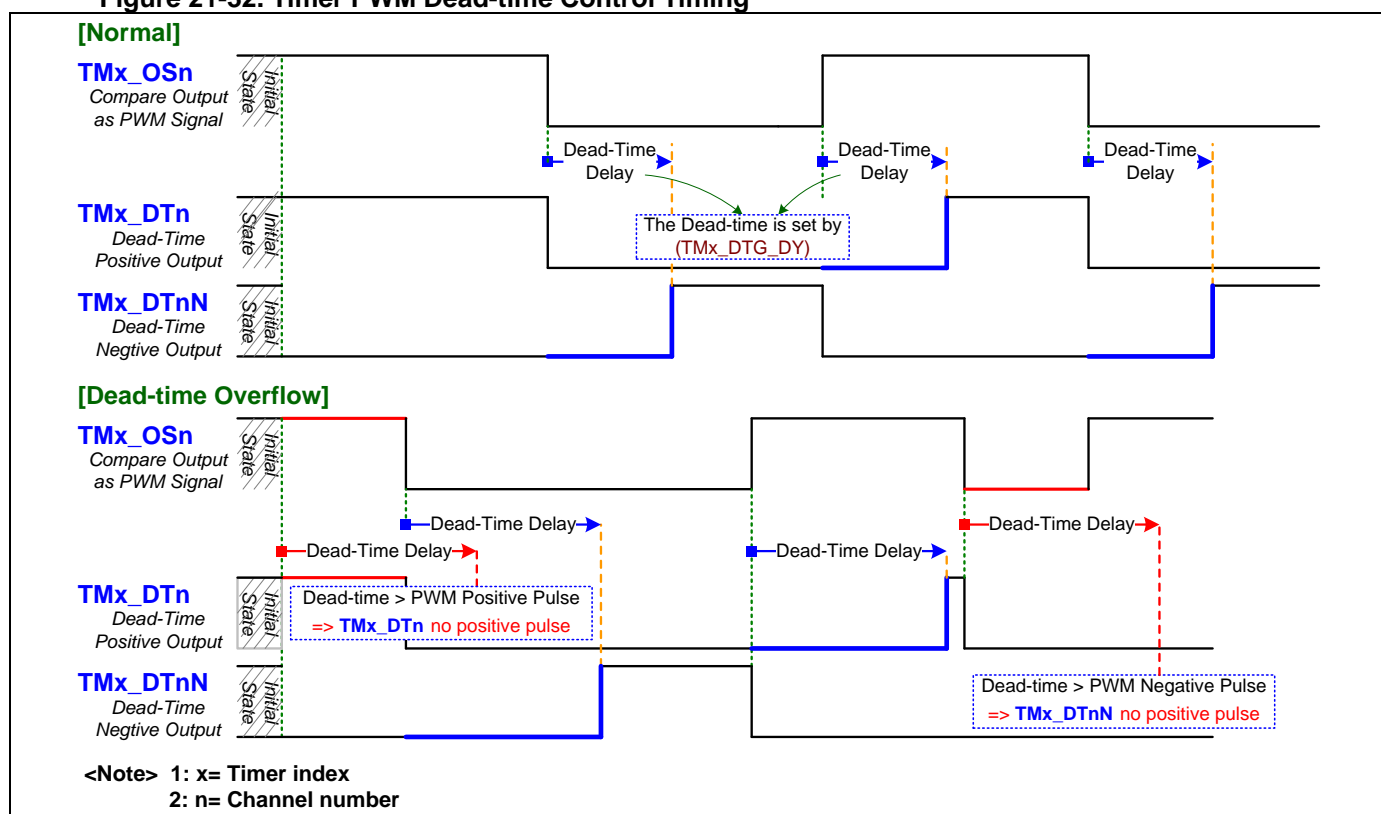 Figure 21-32. Timer PWM Dead-time Control Timing
[Normal]
TMx_OSn
Compare Output
as PWM Signal
Initial
State
Dead-Time
Delay
Dead-Time
Delay
Dead-Time
Delay
The Dead-time is set by
(TMx_DTG_DY)
TMx_DTn
Dead-Time
Positive Output
Initial
State
TMx_DTnN
Dead-Time
Negtive Output
Initial
State
[Dead-time Overflow]
TMx_OSn
Compare Output
as PWM Signal
Initial
State
Dead-Time Delay
Dead-Time Delay
Dead-Time Delay
Dead-Time Delay
TMx_DTn
Dead-Time
Positive Output
Initial
State
Dead-time > PWM Positive Pulse
=> TMx_DTn no positive pulse
TMx_DTnN
Dead-Time
Negtive Output
Initial
State
Dead-time > PWM Negative Pulse
=> TMx_DTnN no positive pulse
<Note> 1: x= Timer index
2: n= Channel number